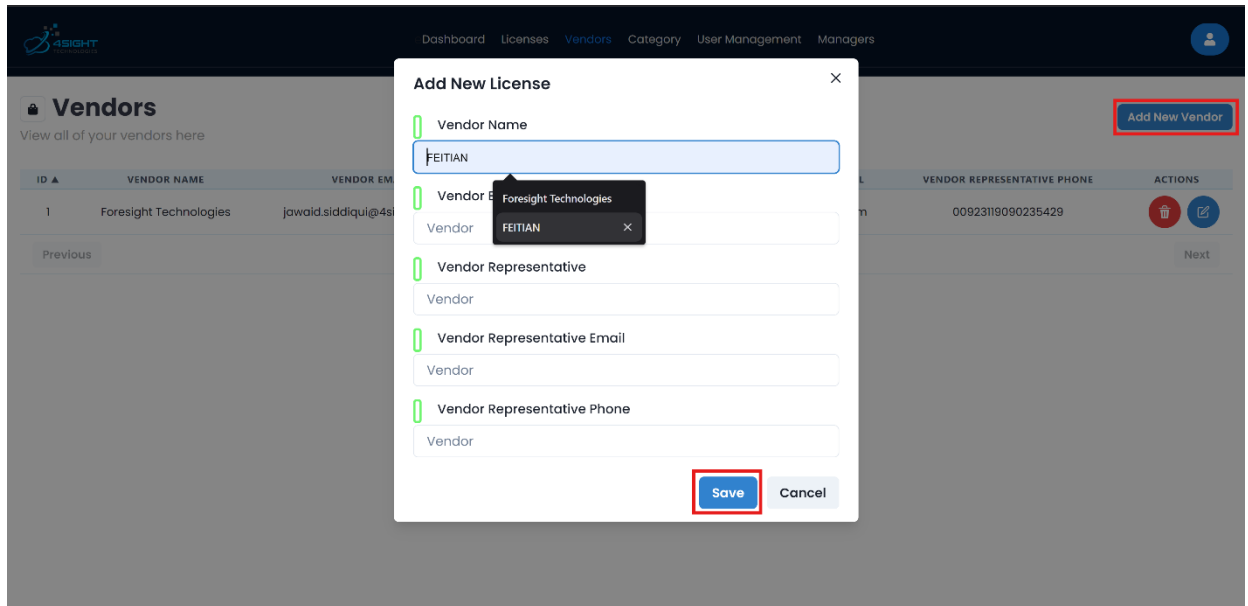 4SIGHT
TECHNOLOGIES
Dashboard Licenses Vendors Category User Management Managers
Add New License
Vendors
View all of your vendors here
Add New Vendor
Vendor Name
FEITIAN
Foresight Technologies
FEITIAN
Vendor E
Vendor
Vendor Representative
Vendor
Vendor Representative Email
Vendor
Vendor Representative Phone
Vendor
Save Cancel
ID ▲ VENDOR NAME VENDOR EM L VENDOR REPRESENTATIVE PHONE ACTIONS
1 Foresight Technologies jawaid.siddiqui@4si m 00923119090235429
Previous Next